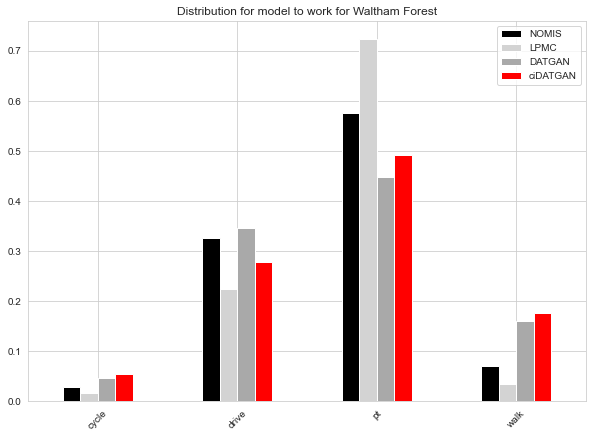 Distribution for model to work for Waltham Forest
NOMIS
LPMC
DATGAN
ciDATGAN
0.7
0.6
0.5
0.4
0.3
0.2
0.1
0.0
cycle
drive
pt
walk